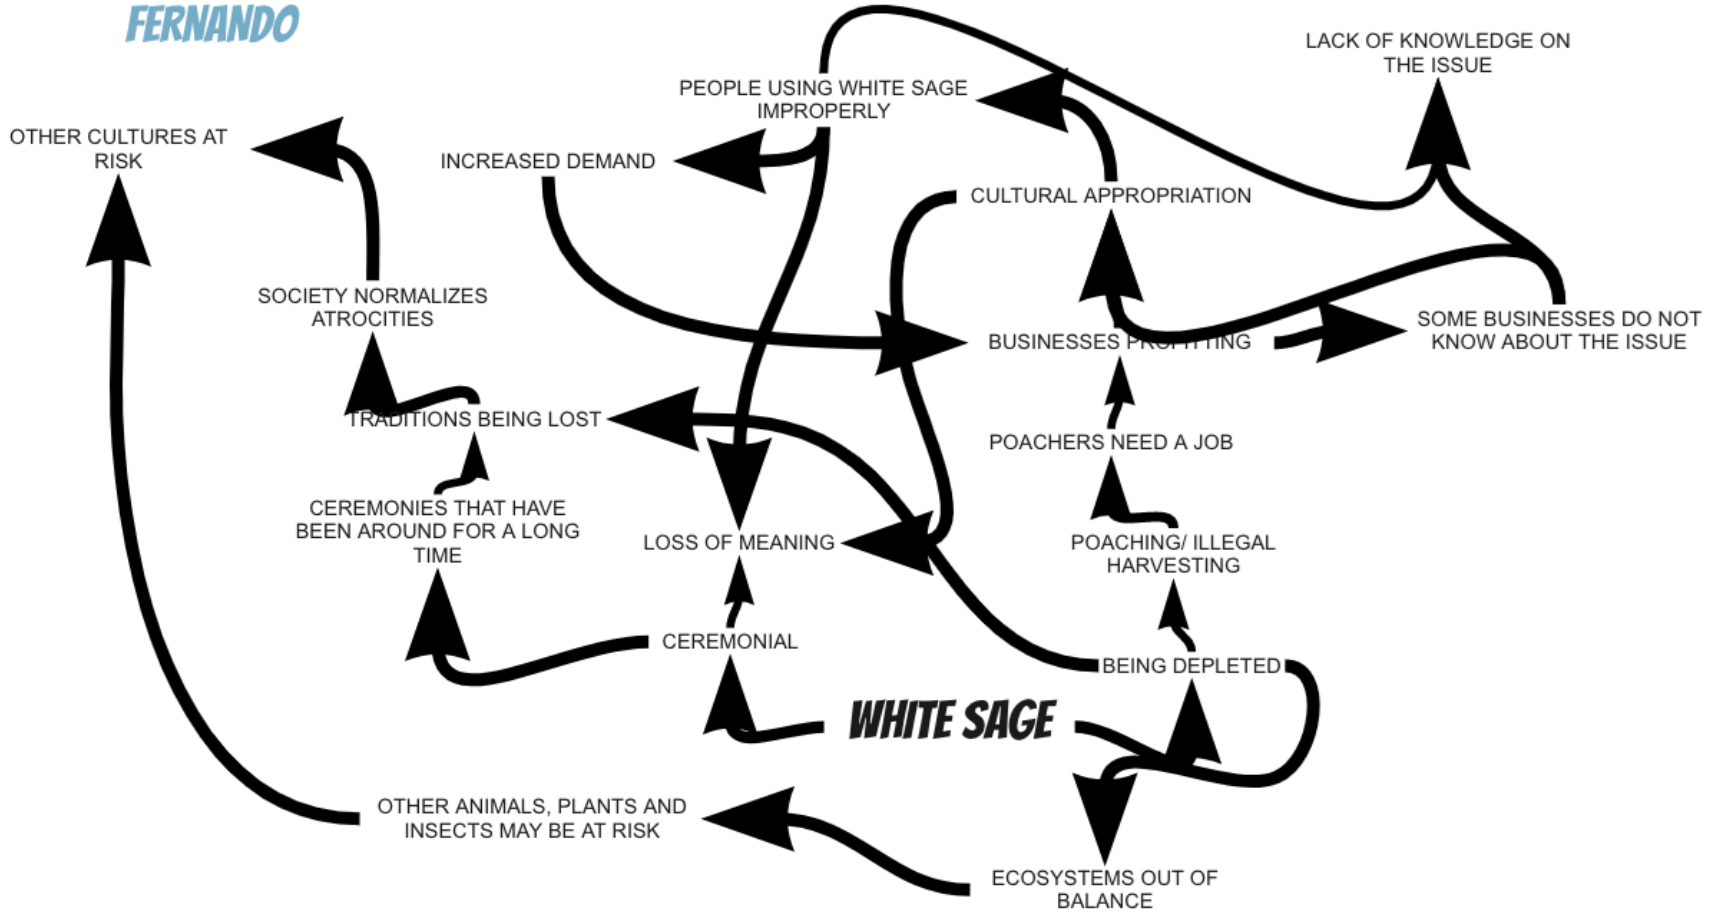 FERNANDO
LACK OF KNOWLEDGE ON
THE ISSUE
PEOPLE USING WHITE SAGE
IMPROPERLY
OTHER CULTURES AT
RISK
INCREASED DEMAND
CULTURAL APPROPRIATION
SOCIETY NORMALIZES
ATROCITIES
SOME BUSINESSES DO NOT
KNOW ABOUT THE ISSUE
BUSINESSES PROFITTING
TRADITIONS BEING LOST
POACHERS NEED A JOB
CEREMONIES THAT HAVE
BEEN AROUND FOR A LONG
TIME
LOSS OF MEANING
POACHING/ ILLEGAL
HARVESTING
CEREMONIAL
BEING DEPLETED
WHITE SAGE
OTHER ANIMALS, PLANTS AND
INSECTS MAY BE AT RISK
ECOSYSTEMS OUT OF
BALANCE